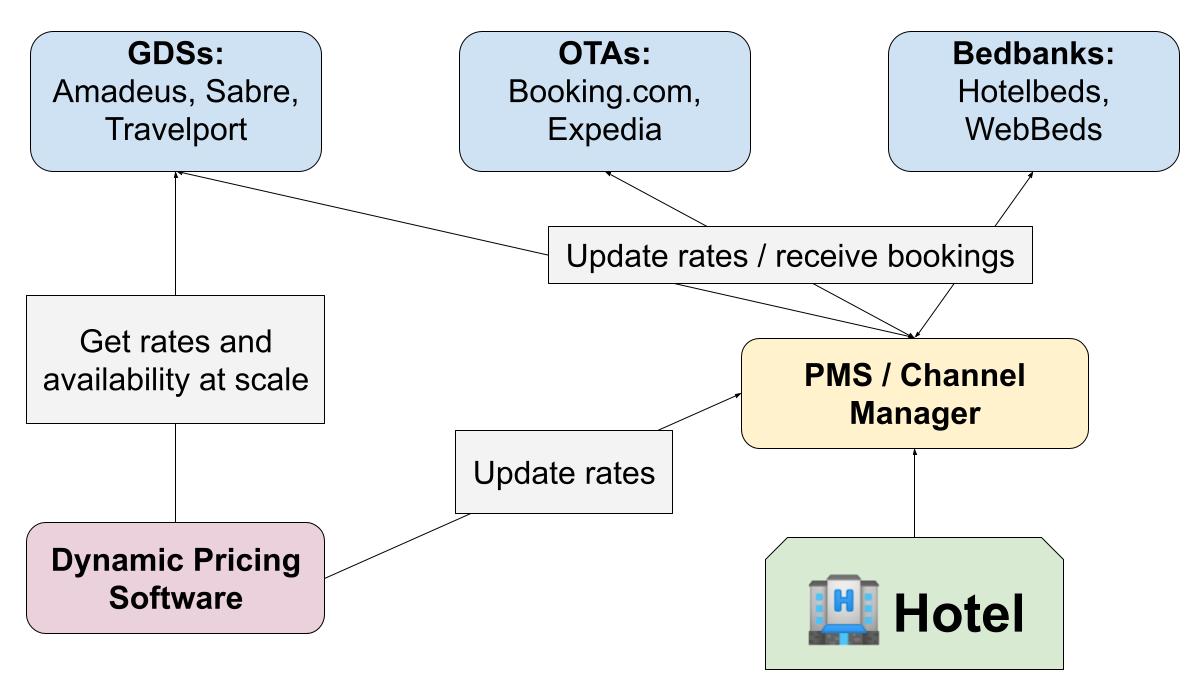 GDSs:
Amadeus, Sabre,
Travelport
OTAs:
Booking.com,
Expedia
Bedbanks:
Hotelbeds,
WebBeds
Update rates / receive bookings
Get rates and
availability at scale
PMS / Channel
Manager
Update rates
Dynamic Pricing
Software
H
Hotel